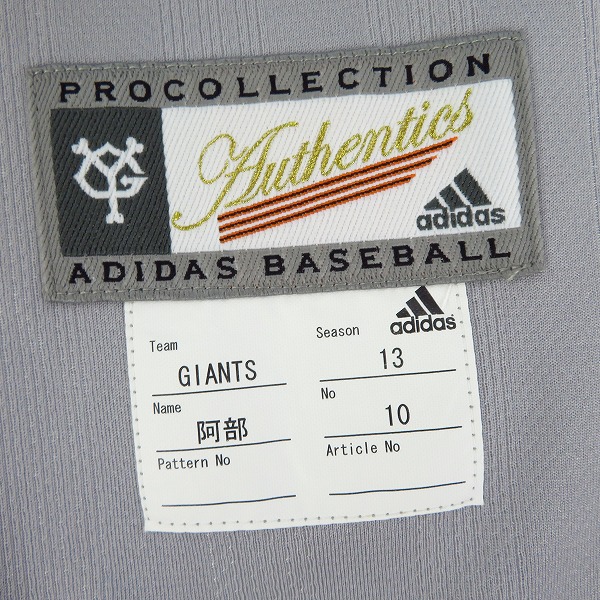 PROCOLLECTION
YG
Authentics
adidas
ADIDAS BASEBALL
adidas
Team
GIANTS
Season
13
Name
阿部
No
10
Pattern No
Article No